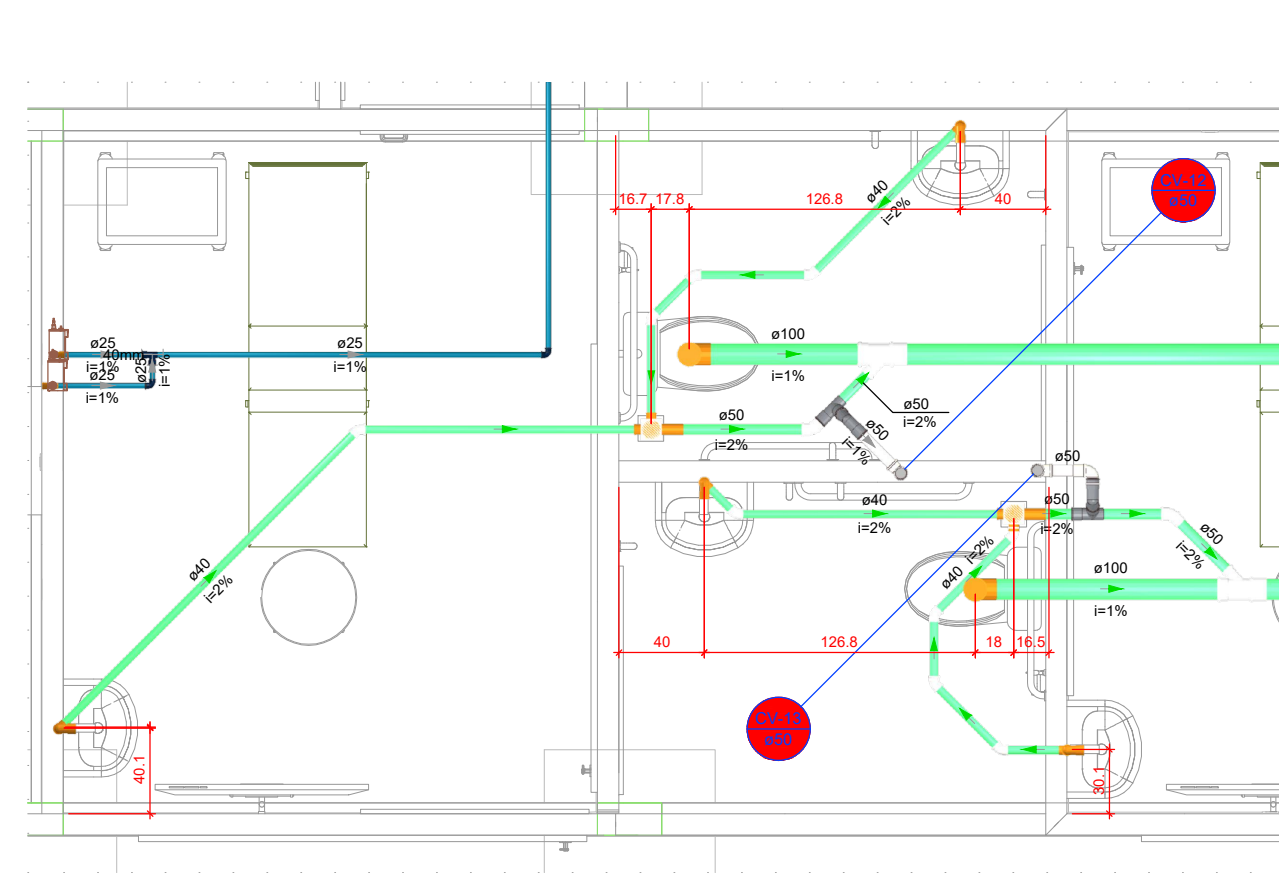 CV-12
ø50
ø40
i=2%
16.7
17.8
126.8
40
ø100
i=1%
ø25
40mm
i=1%
ø25
i=1%
ø25
i=1%
ø25
i=1%
ø50
i=2%
ø50
i=2%
ø50
i=1%
ø50
ø40
i=2%
ø50
i=2%
ø50
i=2%
ø40
i=2%
ø40
i=2%
ø100
i=1%
40
126.8
18
16.5
CV-13
ø50
40.1
30.1